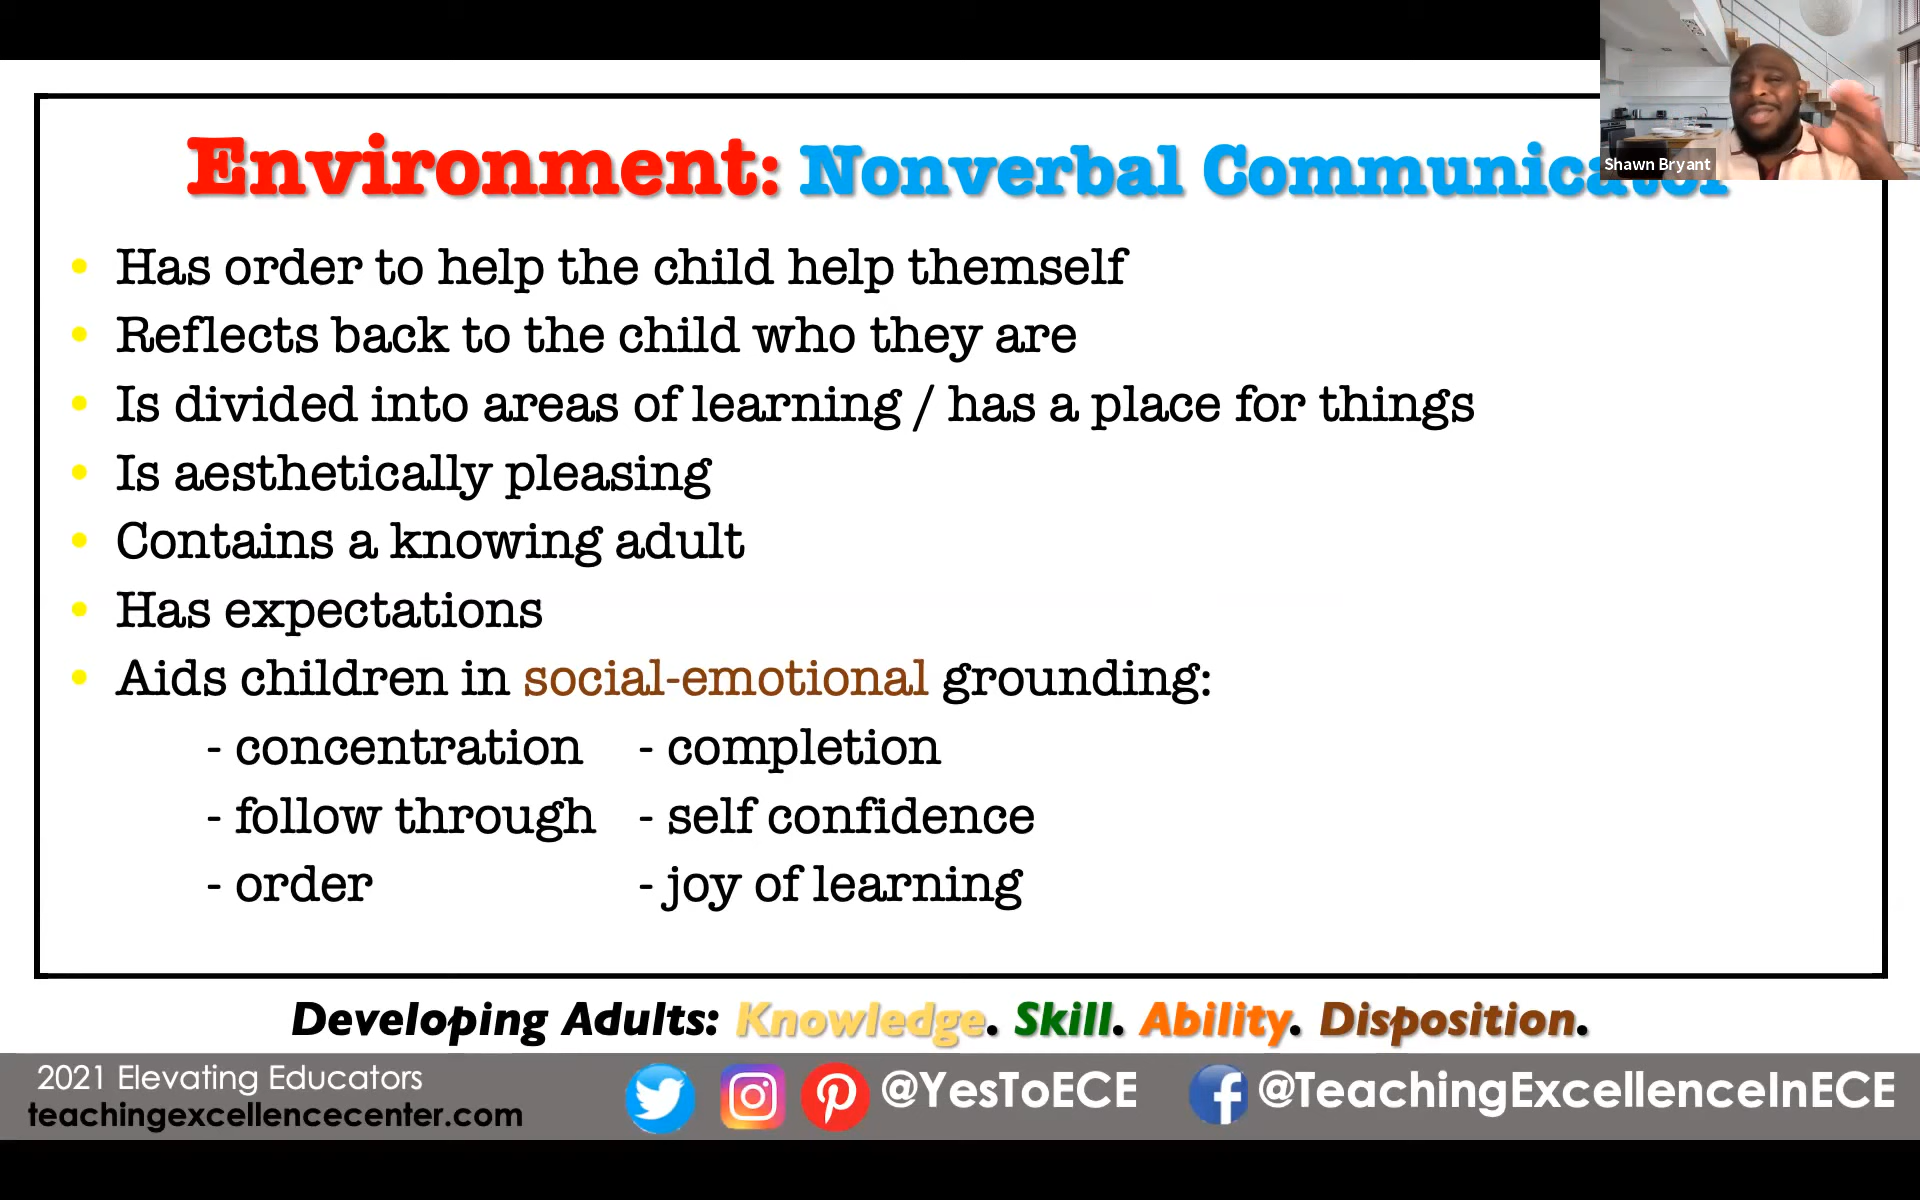 Environment: Nonverbal Communicator
Shawn Bryant
• Has order to help the child help themself
• Reflects back to the child who they are
• Is divided into areas of learning / has a place for things
• Is aesthetically pleasing
• Contains a knowing adult
• Has expectations
• Aids children in social-emotional grounding:
- concentration - completion
- follow through - self confidence
- order - joy of learning
Developing Adults: Knowledge. Skill. Ability. Disposition.
2021 Elevating Educators
teachingexcellencecenter.com
@YesToECE @TeachingExcellenceInECE